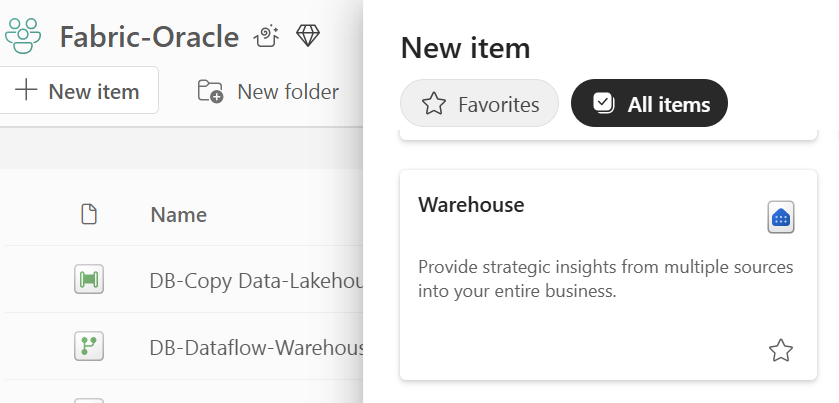 Fabric-Oracle
New item
New folder
Name
DB-Copy Data-Lakehou
DB-Dataflow-Warehous
New item
Favorites
All items
Warehouse
Provide strategic insights from multiple sources
into your entire business.